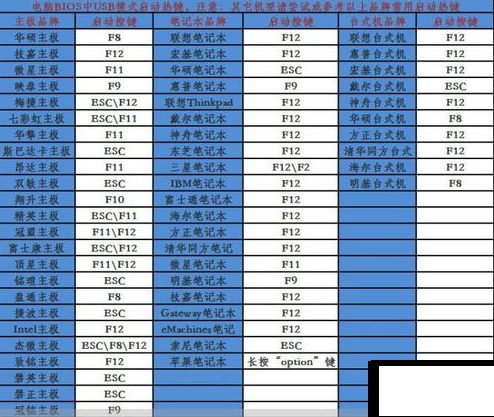 电脑BIOS中USB模式启动热键，注意：其它机型请尝试或参考以上品牌常用启动热键
主板品牌 启动按键 笔记本品牌 启动按键 台式机品牌 启动按键
华硕主板 F8 联想笔记本 F12 联想台式机 F12
技嘉主板 F12 宏基笔记本 F12 惠普台式机 F12
微星主板 F11 华硕笔记本 ESC 宏基台式机 F12
映泰主板 F9 惠普笔记本 F9 戴尔台式机 ESC
梅捷主板 ESC\F12 联想Thinkpad F12 神舟台式机 F12
七彩虹主板 ESC\F11 戴尔笔记本 F12 华硕台式机 F8
华擎主板 F11 神舟笔记本 F12 方正台式机 F12
斯巴达卡主板 ESC 东芝笔记本 F12 清华同方台式 F12
昂达主板 F11 三星笔记本 F12\F2 海尔台式机 F12
双敏主板 ESC IBM笔记本 F12 明基台式机 F8
翔升主板 F10 富士通笔记本 F12
精英主板 ESC\F11 海尔笔记本 F12
冠盟主板 F11\F12 方正笔记本 F12
富士康主板 ESC\F12 清华同方笔记 F12
顶星主板 F11\F12 微星笔记本 F11
铭瑄主板 ESC 明基笔记本 F9
盈通主板 F8 技嘉笔记本 F12
捷波主板 ESC Gateway笔记本 F12
Intel主板 F12 eMachines笔记 F12
杰微主板 ESC\F8\F12 索尼笔记本 ESC
致铭主板 F12 苹果笔记本 长按“option”键
磐英主板 ESC
磐正主板 ESC
冠铭主板 F9